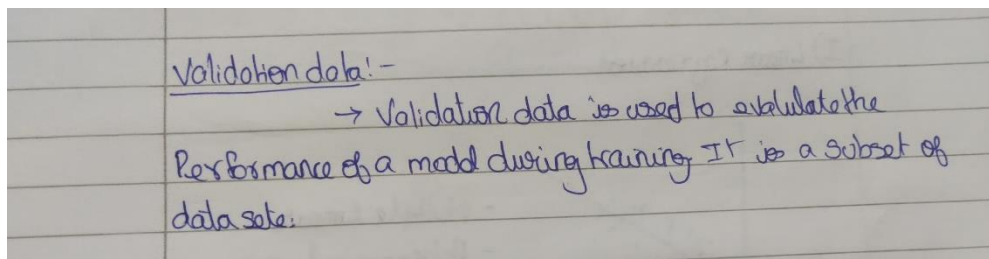 Validation data:-
→ Validation data is used to evaluate the
Performance of a model during training It is a subset of
data sets.